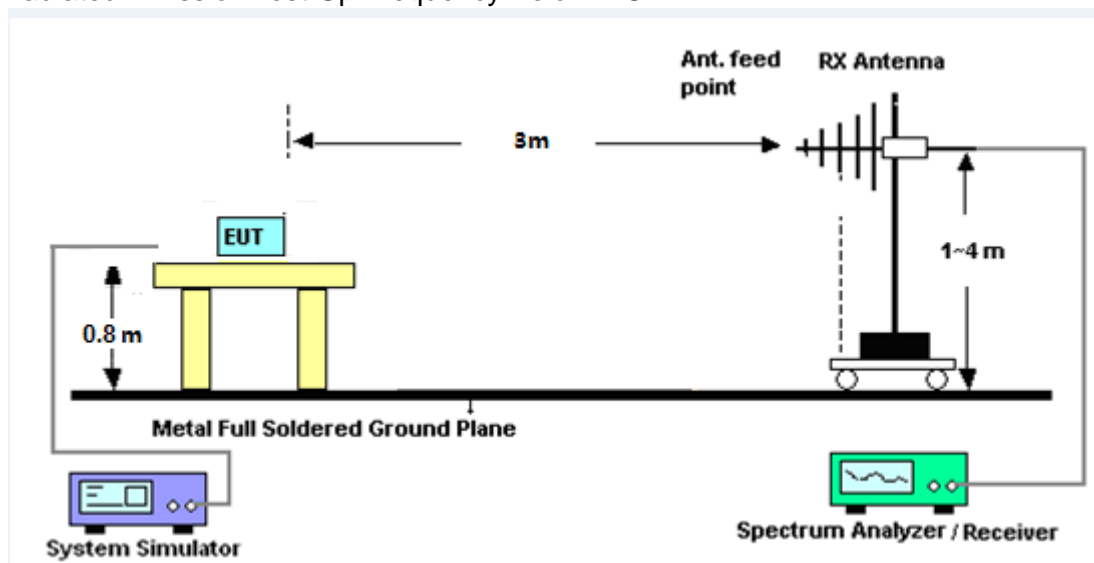 Ant. feed
point
RX Antenna
3m
EUT
1~4 m
0.8 m
Metal Full Soldered Ground Plane
System Simulator
Spectrum Analyzer / Receiver